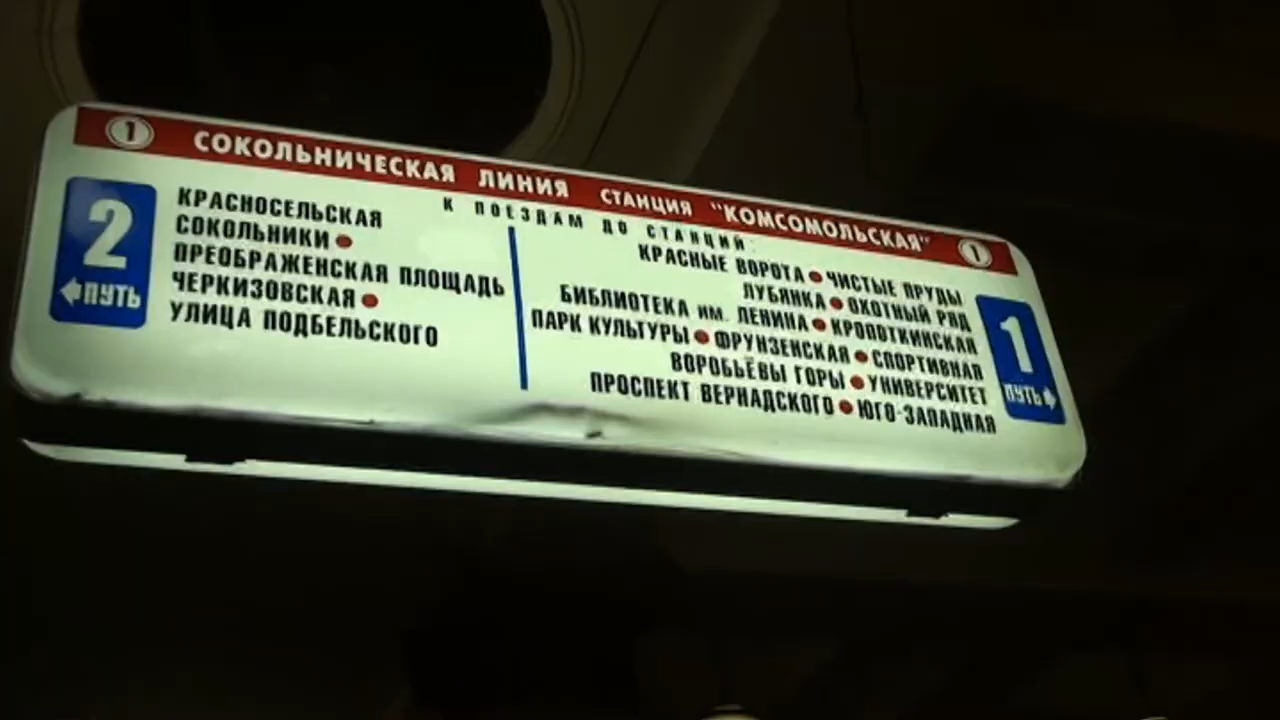 1 СОКОЛЬНИЧЕСКАЯ ЛИНИЯ СТАНЦИЯ "КОМСОМОЛЬСКАЯ" 1
К ПОЕЗДАМ ДО СТАНЦИЙ:
2
ПУТЬ
КРАСНОСЕЛЬСКАЯ
СОКОЛЬНИКИ
ПРЕОБРАЖЕНСКАЯ ПЛОЩАДЬ
ЧЕРКИЗОВСКАЯ
УЛИЦА ПОДБЕЛЬСКОГО
КРАСНЫЕ ВОРОТА ЧИСТЫЕ ПРУДЫ
ЛУБЯНКА ОХОТНЫЙ РЯД
БИБЛИОТЕКА ИМ. ЛЕНИНА КРОПОТКИНСКАЯ
ПАРК КУЛЬТУРЫ ФРУНЗЕНСКАЯ СПОРТИВНАЯ
ВОРОБЬЁВЫ ГОРЫ УНИВЕРСИТЕТ
ПРОСПЕКТ ВЕРНАДСКОГО ЮГО-ЗАПАДНАЯ
1
ПУТЬ